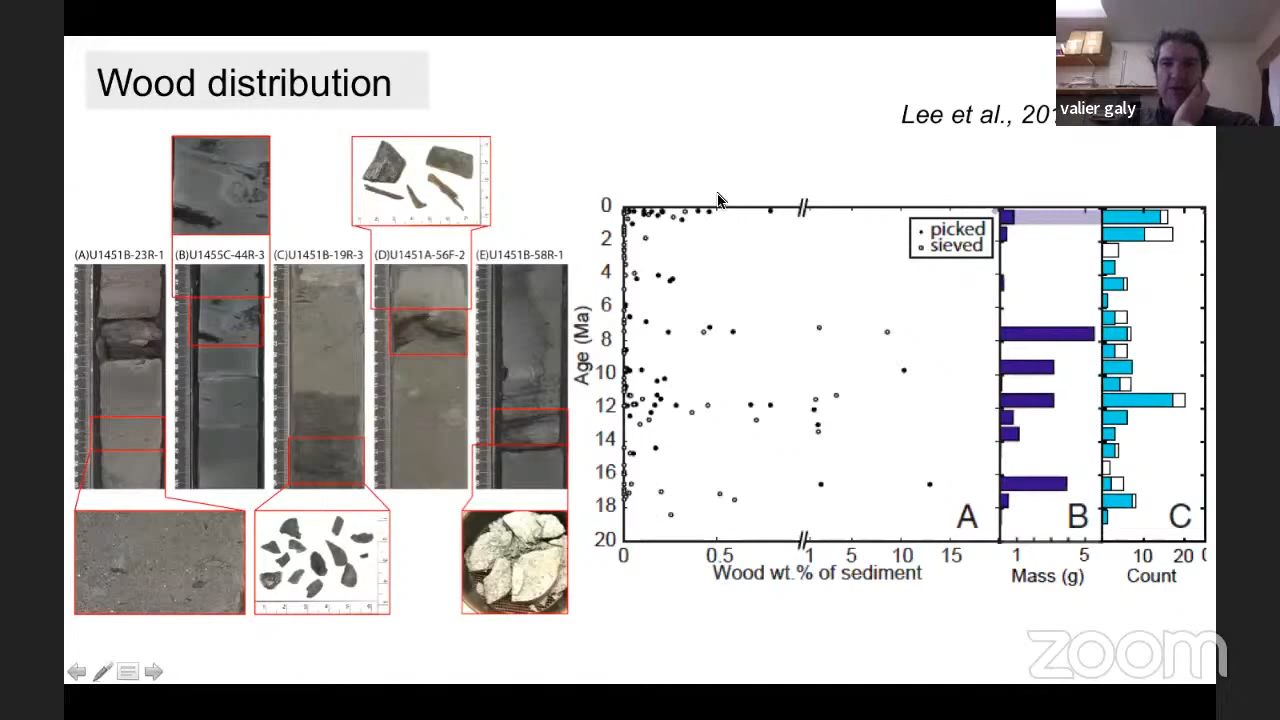 Wood distribution
Lee et al., 201
valier galy
(A)U1451B-23R-1
(B)U1455C-44R-3
(C)U1451B-19R-3
(D)U1451A-56F-2
(E)U1451B-58R-1
picked
sieved
Age (Ma)
0
2
4
6
8
10
12
14
16
18
20
A
B
C
0
0.5
1
5
10
15
1
5
10
20
0
Wood wt.% of sediment
Mass (g)
Count
zoom